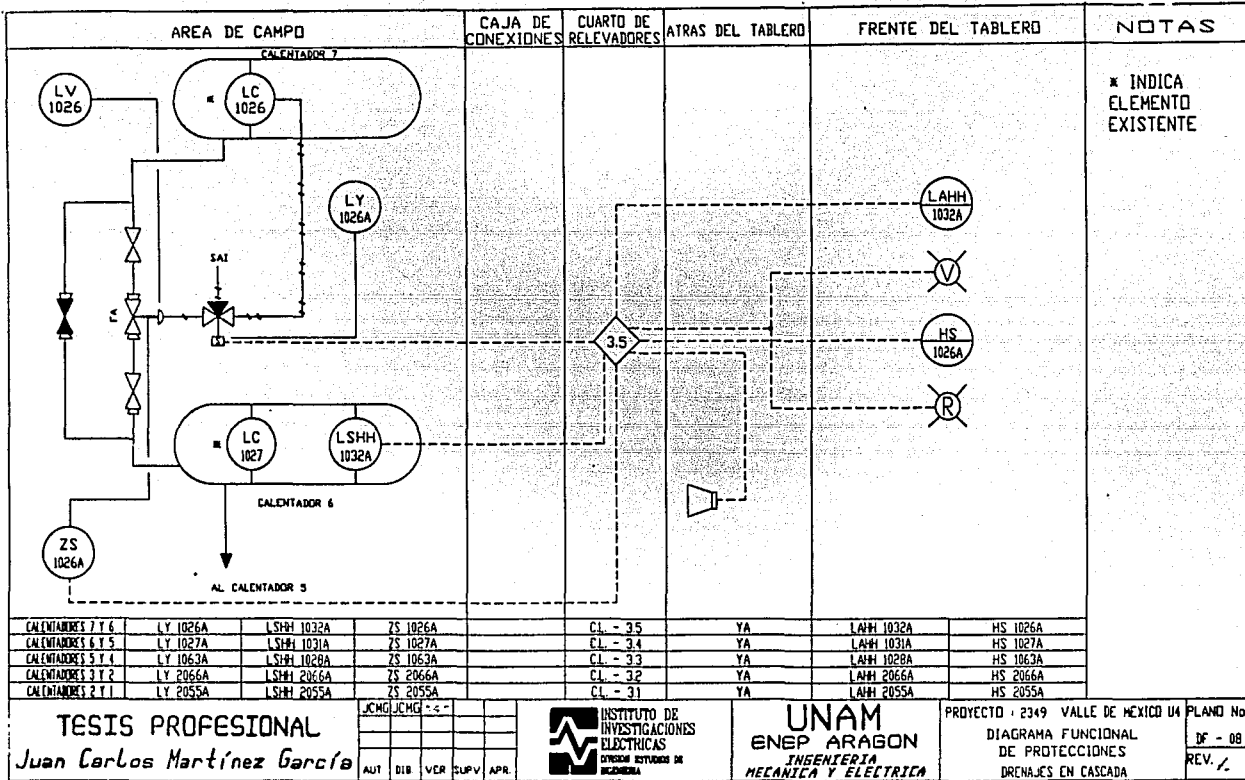 AREA DE CAMPO
CAJA DE CONEXIONES
CUARTO DE RELEVADORES
ATRAS DEL TABLERO
FRENTE DEL TABLERO
NOTAS
CALENTADOR 7
LV 1026
* LC 1026
* INDICA
ELEMENTO
EXISTENTE
LY 1026A
LAHH 1032A
SAI
V
FA
3.5
HS 1026A
R
* LC 1027
LSHH 1032A
CALENTADOR 6
ZS 1026A
AL CALENTADOR 5
CALENTADORES 7 Y 6 LY 1026A LSHH 1032A ZS 1026A C.L. - 3.5 YA LAHH 1032A HS 1026A
CALENTADORES 6 Y 5 LY 1027A LSHH 1031A ZS 1027A C.L. - 3.4 YA LAHH 1031A HS 1027A
CALENTADORES 5 Y 4 LY 1063A LSHH 1028A ZS 1063A C.L. - 3.3 YA LAHH 1028A HS 1063A
CALENTADORES 3 Y 2 LY 2066A LSHH 2066A ZS 2066A C.L. - 3.2 YA LAHH 2066A HS 2066A
CALENTADORES 2 Y 1 LY 2055A LSHH 2055A ZS 2055A C.L. - 3.1 YA LAHH 2055A HS 2055A
TESIS PROFESIONAL
Juan Carlos Martínez García
JCMG JCMG
AUT DIB VER SUPV APR.
INSTITUTO DE
INVESTIGACIONES
ELECTRICAS
DIVISION ESTUDIOS DE
INGENIERIA
UNAM
ENEP ARAGON
INGENIERIA
MECANICA Y ELECTRICA
PROYECTO : 2349 VALLE DE MEXICO U4
DIAGRAMA FUNCIONAL
DE PROTECCIONES
DRENAJES EN CASCADA
PLANO No
DF - 08
REV.